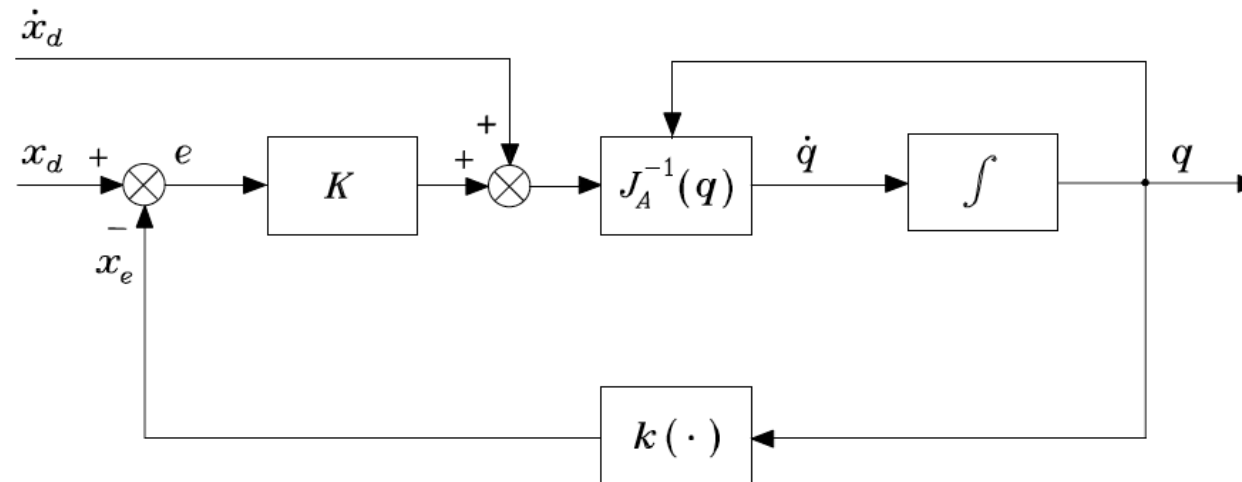 ẋ_d
+
x_d + e K + J_A^{-1}(q) q̇ ∫ q
−
x_e
k(·)